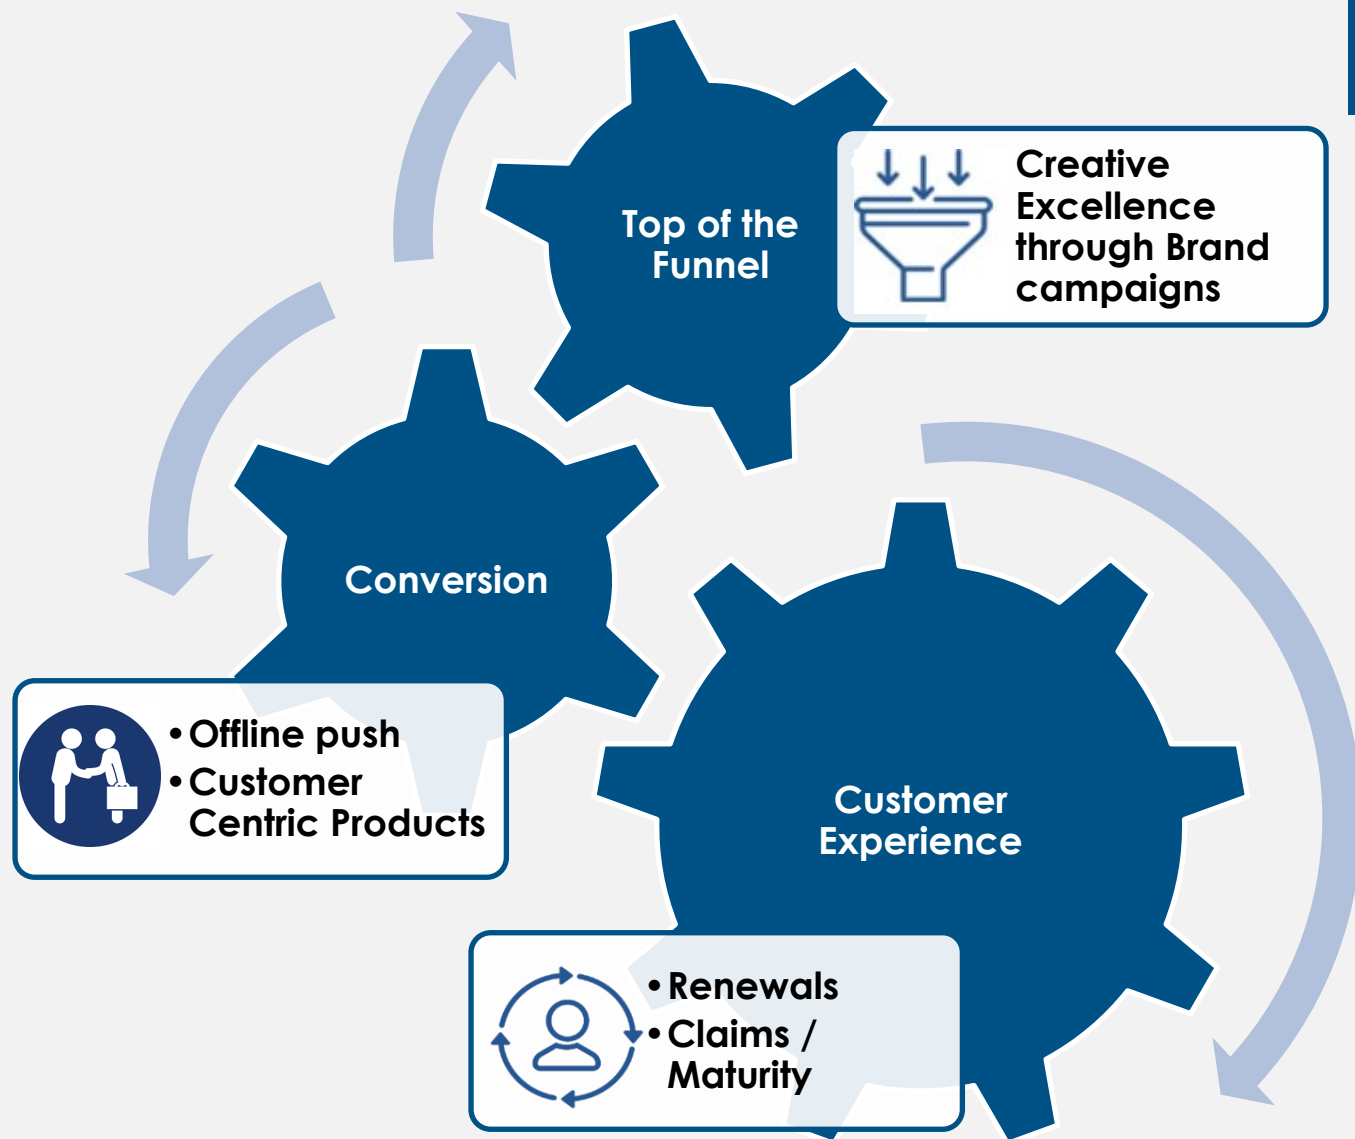 Top of the
Funnel
Creative
Excellence
through Brand
campaigns
Conversion
• Offline push
• Customer
Centric Products
Customer
Experience
• Renewals
• Claims /
Maturity